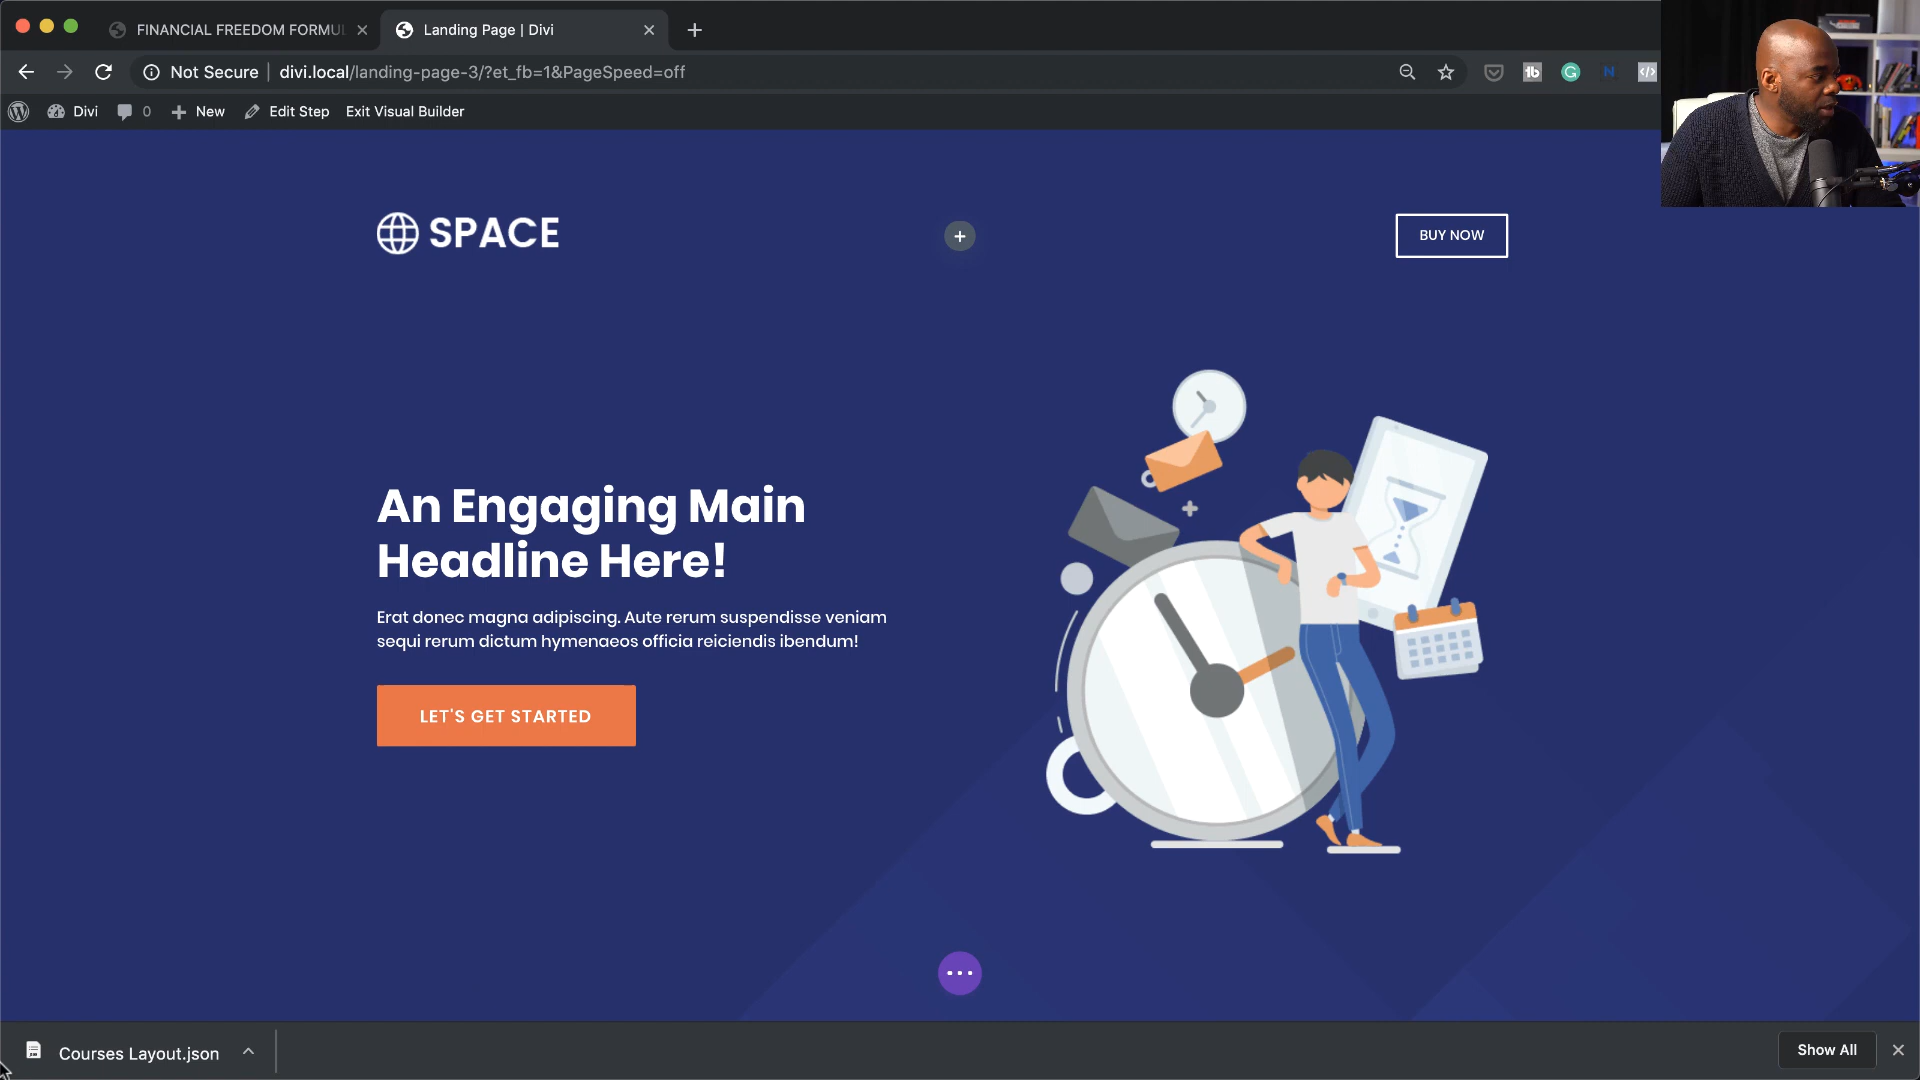 FINANCIAL FREEDOM FORMU
Landing Page | Divi
Not Secure
divi.local/landing-page-3/?et_fb=1&PageSpeed=off
tb
G
N
</>
Divi
0
New
Edit Step
Exit Visual Builder
SPACE
BUY NOW
An Engaging Main
Headline Here!
Erat donec magna adipiscing. Aute rerum suspendisse veniam
sequi rerum dictum hymenaeos officia reiciendis ibendum!
LET'S GET STARTED
Courses Layout.json
Show All